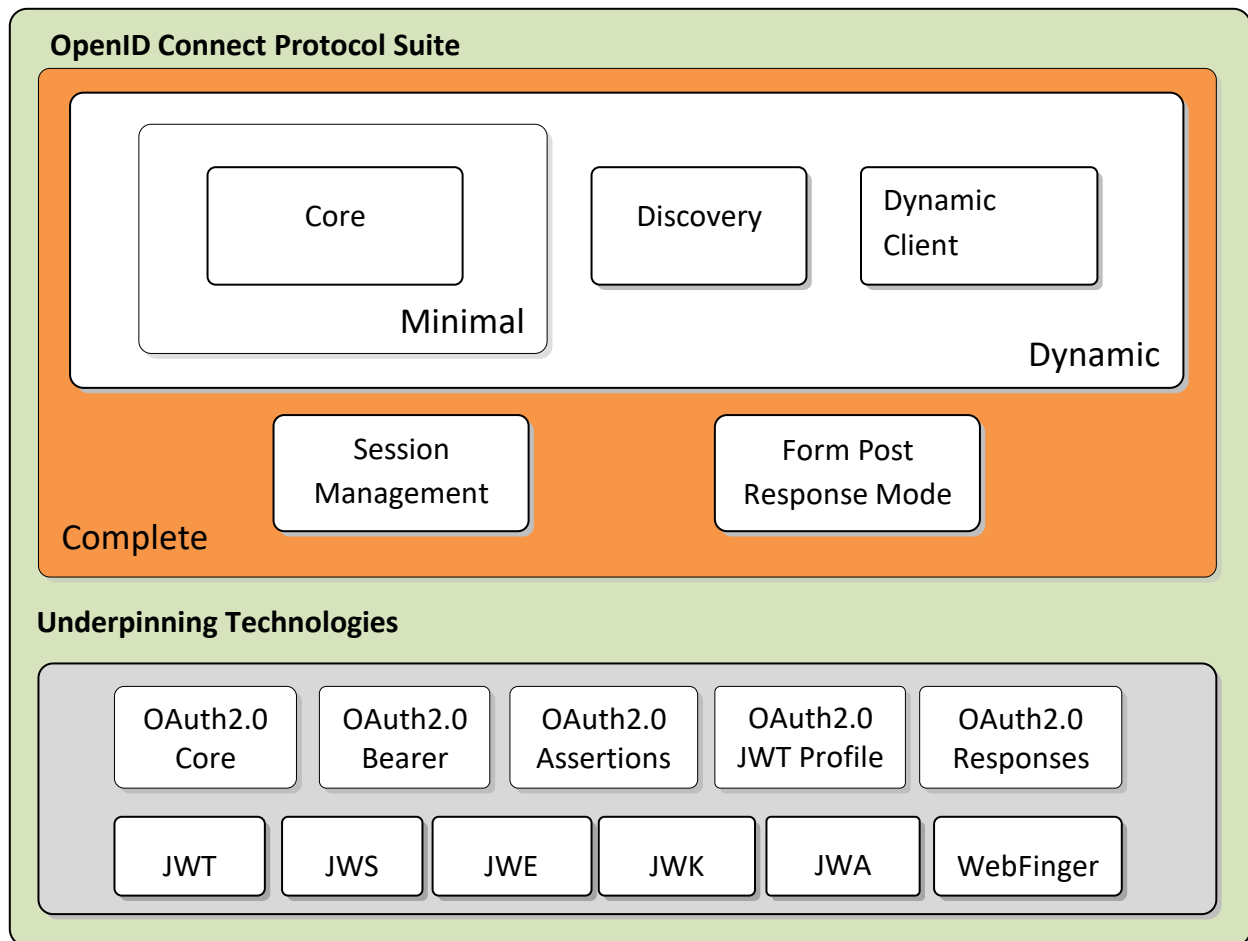 OpenID Connect Protocol Suite
Core
Discovery
Dynamic
Client
Minimal
Dynamic
Session
Management
Form Post
Response Mode
Complete
Underpinning Technologies
OAuth2.0
Core
OAuth2.0
Bearer
OAuth2.0
Assertions
OAuth2.0
JWT Profile
OAuth2.0
Responses
JWT
JWS
JWE
JWK
JWA
WebFinger